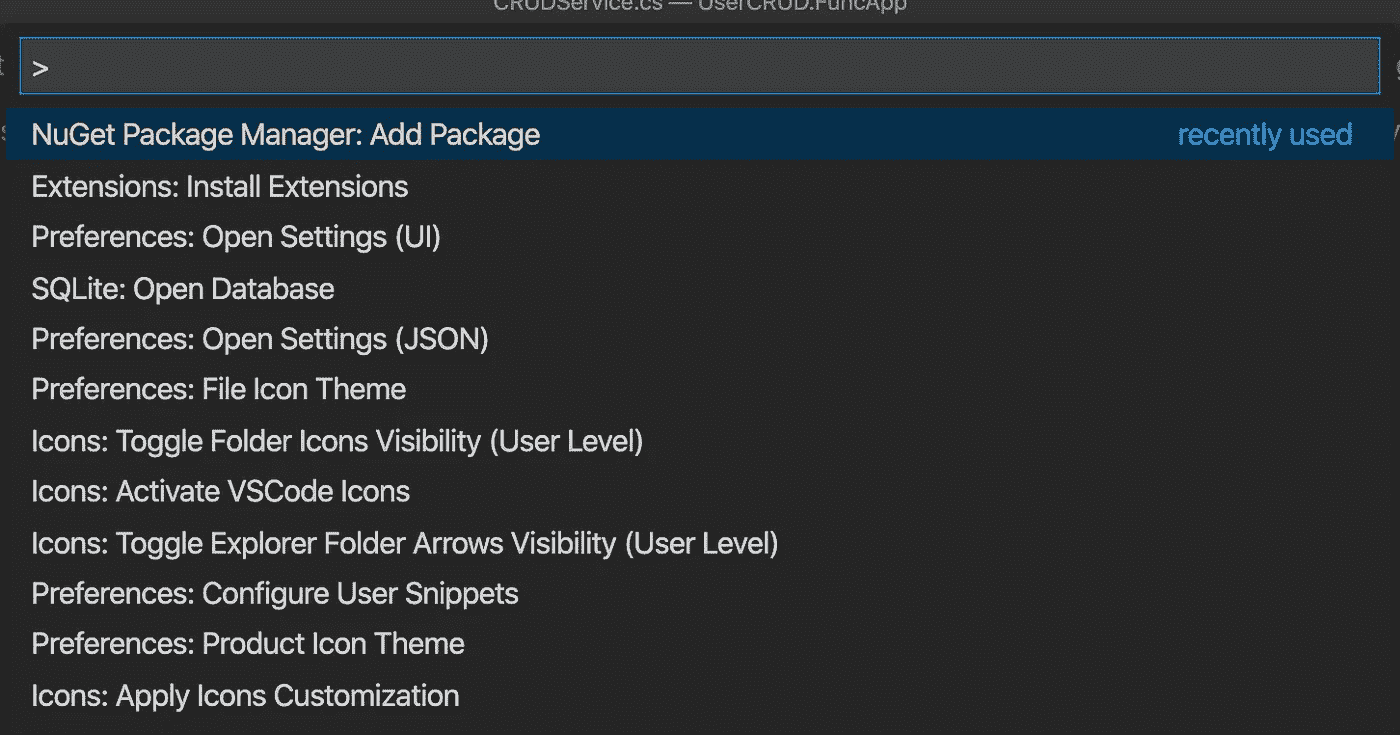 CRUDService.cs — UserCRUD.FuncApp
>
NuGet Package Manager: Add Package recently used
Extensions: Install Extensions
Preferences: Open Settings (UI)
SQLite: Open Database
Preferences: Open Settings (JSON)
Preferences: File Icon Theme
Icons: Toggle Folder Icons Visibility (User Level)
Icons: Activate VSCode Icons
Icons: Toggle Explorer Folder Arrows Visibility (User Level)
Preferences: Configure User Snippets
Preferences: Product Icon Theme
Icons: Apply Icons Customization